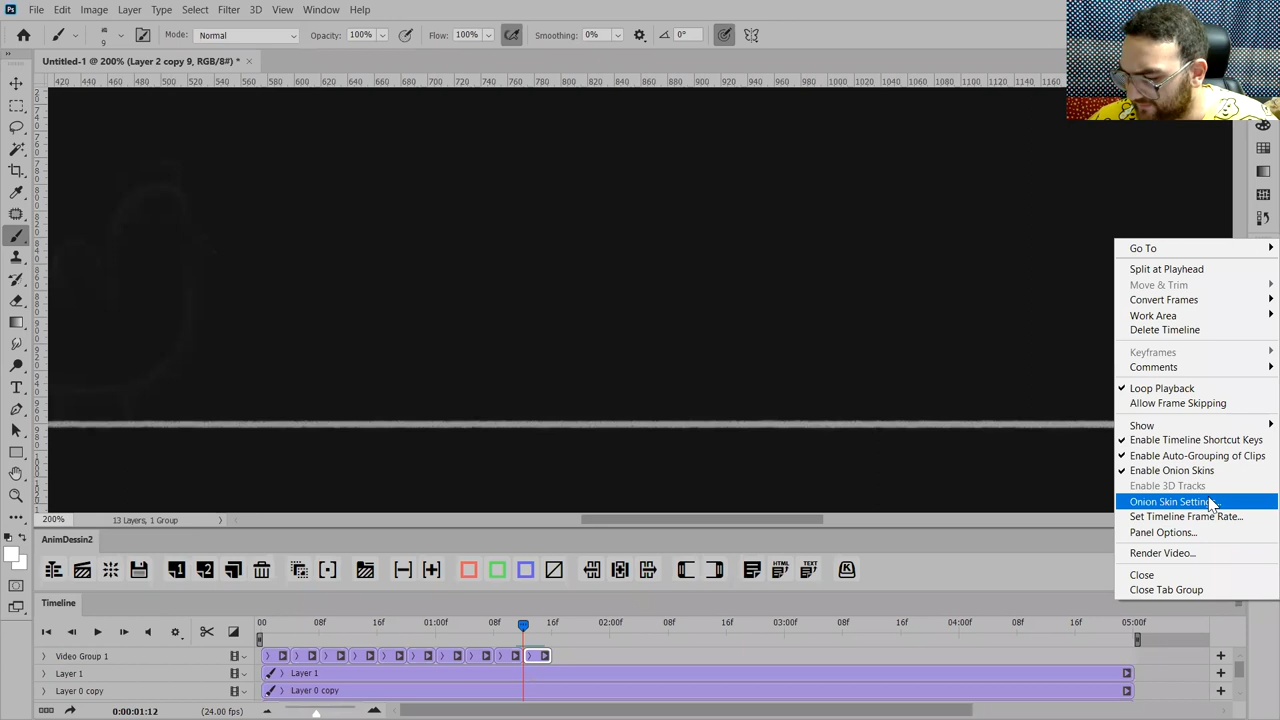 Ps File Edit Image Layer Type Select Filter 3D View Window Help
9 Mode: Normal Opacity: 100% Flow: 100% Smoothing: 0% 0°
Untitled-1 @ 200% (Layer 2 copy 9, RGB/8#) * ×
420 440 460 480 500 520 540 560 580 600 620 640 660 680 700 720 740 760 780 800 820 840 860 880 900 920 940 960 980 1000 1020 1040 1060 1080 1100 1120 1140 1160
Go To
Split at Playhead
Move & Trim
Convert Frames
Work Area
Delete Timeline
Keyframes
Comments
Loop Playback
Allow Frame Skipping
Show
Enable Timeline Shortcut Keys
Enable Auto-Grouping of Clips
Enable Onion Skins
Enable 3D Tracks
Onion Skin Settings...
Set Timeline Frame Rate...
Panel Options...
Render Video...
Close
Close Tab Group
200% 13 Layers, 1 Group
AnimDessin2
1 2 HTML TEXT K
Timeline
00 08f 16f 01:00f 08f 16f 02:00f 08f 16f 03:00f 08f 16f 04:00f 08f 16f 05:00f
Video Group 1
Layer 1 Layer 1
Layer 0 copy Layer 0 copy
0:00:01:12 (24.00 fps)